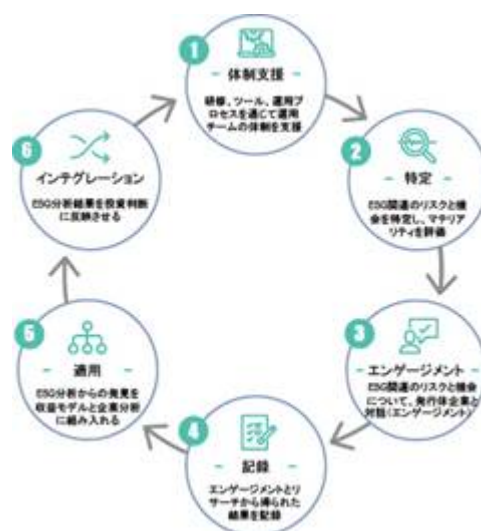 1
体制支援
研修、ツール、運用プ
ロセスを通じて運用
チームの体制を支援
2
特定
ESG関連のリスクと機
会を特定し、マテリア
リティを評価
3
エンゲージメント
ESG関連のリスクと機会
について、発行体企業と
対話(エンゲージメント)
4
記録
エンゲージメントとリ
サーチから得られた
結果を記録
5
適用
ESG分析からの発見を
収益モデルと企業分析
に組み入れる
6
インテグレーション
ESG分析結果を投資判断
に反映させる